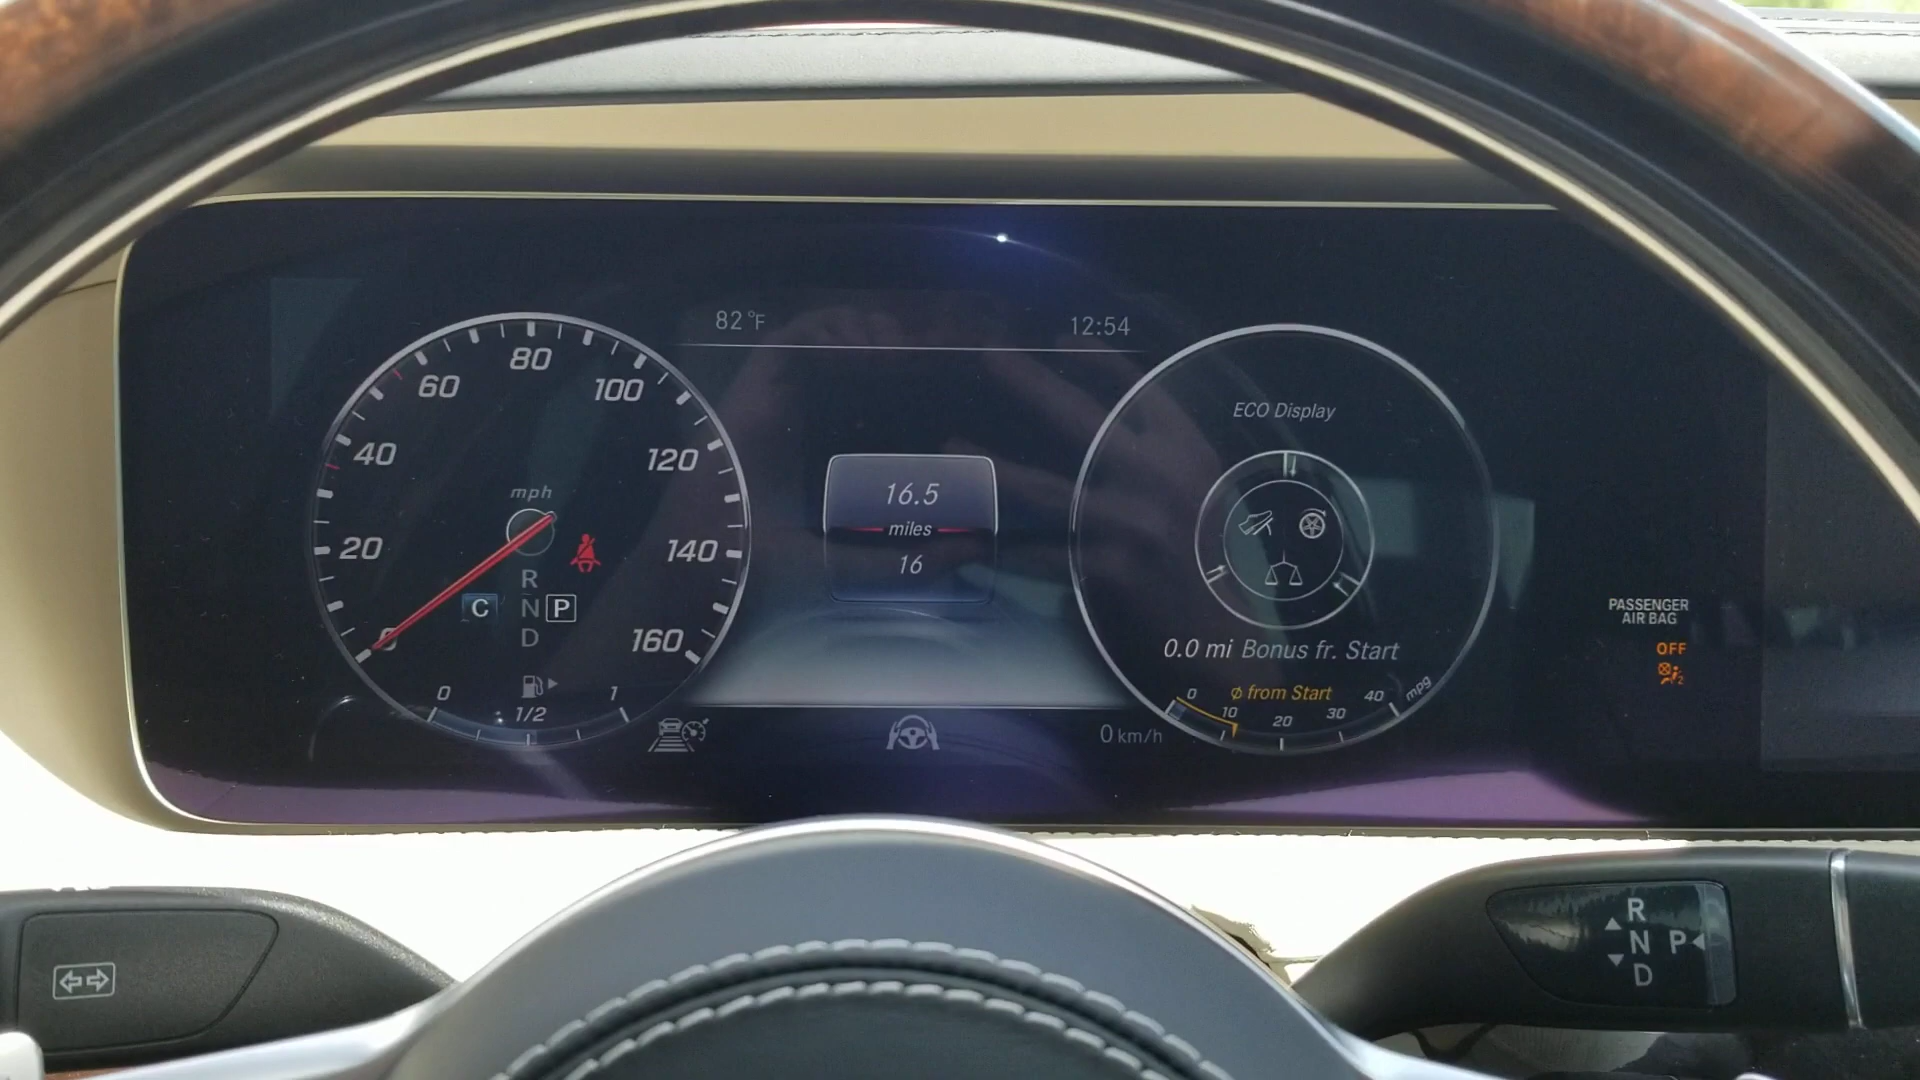 82°F
12:54
80
60
100
40
120
mph
20
140
R
C
N
P
D
0
160
0
1/2
1
16.5
miles
16
ECO Display
0.0 mi Bonus fr. Start
ø from Start
0
10
20
30
40
mpg
0 km/h
PASSENGER
AIR BAG
OFF
2
R
N
P
D